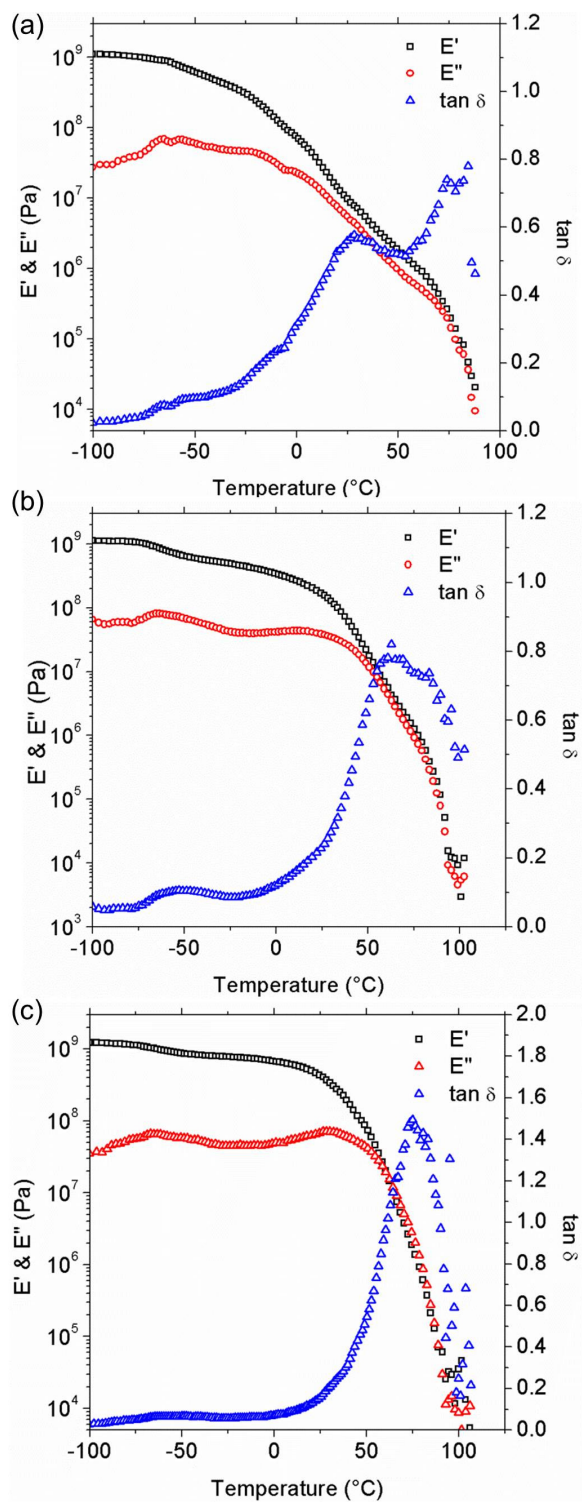 (a)
E'
E"
tan δ
10⁹
10⁸
10⁷
10⁶
10⁵
10⁴
E' & E" (Pa)
1.2
1.0
0.8
0.6
0.4
0.2
0.0
tan δ
-100 -50 0 50 100
Temperature (°C)
(b)
E'
E"
tan δ
10⁹
10⁸
10⁷
10⁶
10⁵
10⁴
10³
E' & E" (Pa)
1.2
1.0
0.8
0.6
0.4
0.2
0.0
tan δ
-100 -50 0 50 100
Temperature (°C)
(c)
E'
E"
tan δ
10⁹
10⁸
10⁷
10⁶
10⁵
10⁴
E' & E" (Pa)
2.0
1.8
1.6
1.4
1.2
1.0
0.8
0.6
0.4
0.2
0.0
tan δ
-100 -50 0 50 100
Temperature (°C)